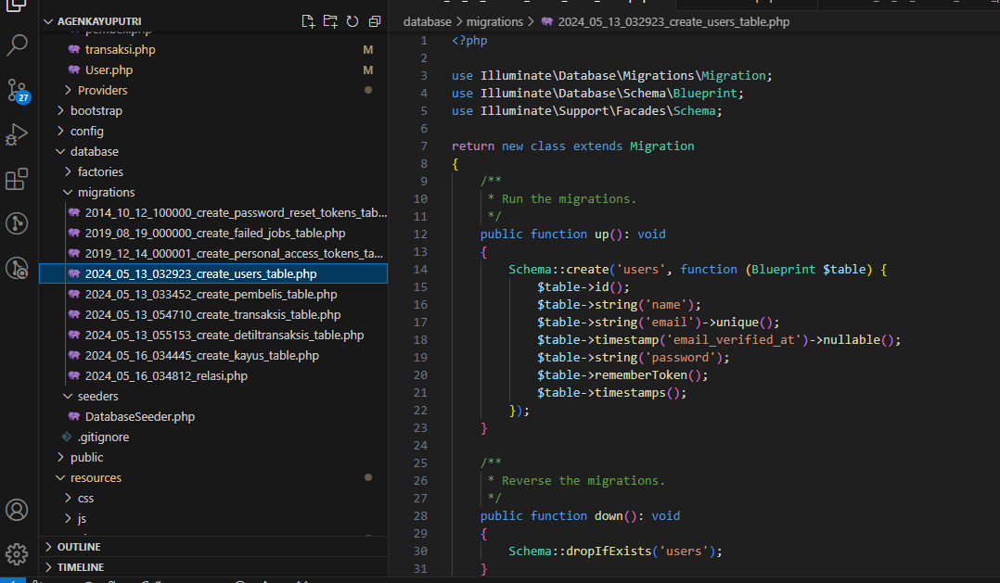 AGENKAYUPUTRI
pembeli.php
transaksi.php M
User.php M
Providers
bootstrap
config
database
factories
migrations
2014_10_12_100000_create_password_reset_tokens_tab...
2019_08_19_000000_create_failed_jobs_table.php
2019_12_14_000001_create_personal_access_tokens_ta...
2024_05_13_032923_create_users_table.php
2024_05_13_033452_create_pembelis_table.php
2024_05_13_054710_create_transaksis_table.php
2024_05_13_055153_create_detiltransaksis_table.php
2024_05_16_034445_create_kayus_table.php
2024_05_16_034812_relasi.php
seeders
DatabaseSeeder.php
.gitignore
public
resources
css
js
OUTLINE
TIMELINE
27
database > migrations > 2024_05_13_032923_create_users_table.php
1 <?php
2
3 use Illuminate\Database\Migrations\Migration;
4 use Illuminate\Database\Schema\Blueprint;
5 use Illuminate\Support\Facades\Schema;
6
7 return new class extends Migration
8 {
9 /**
10 * Run the migrations.
11 */
12 public function up(): void
13 {
14 Schema::create('users', function (Blueprint $table) {
15 $table->id();
16 $table->string('name');
17 $table->string('email')->unique();
18 $table->timestamp('email_verified_at')->nullable();
19 $table->string('password');
20 $table->rememberToken();
21 $table->timestamps();
22 });
23 }
24
25 /**
26 * Reverse the migrations.
27 */
28 public function down(): void
29 {
30 Schema::dropIfExists('users');
31 }